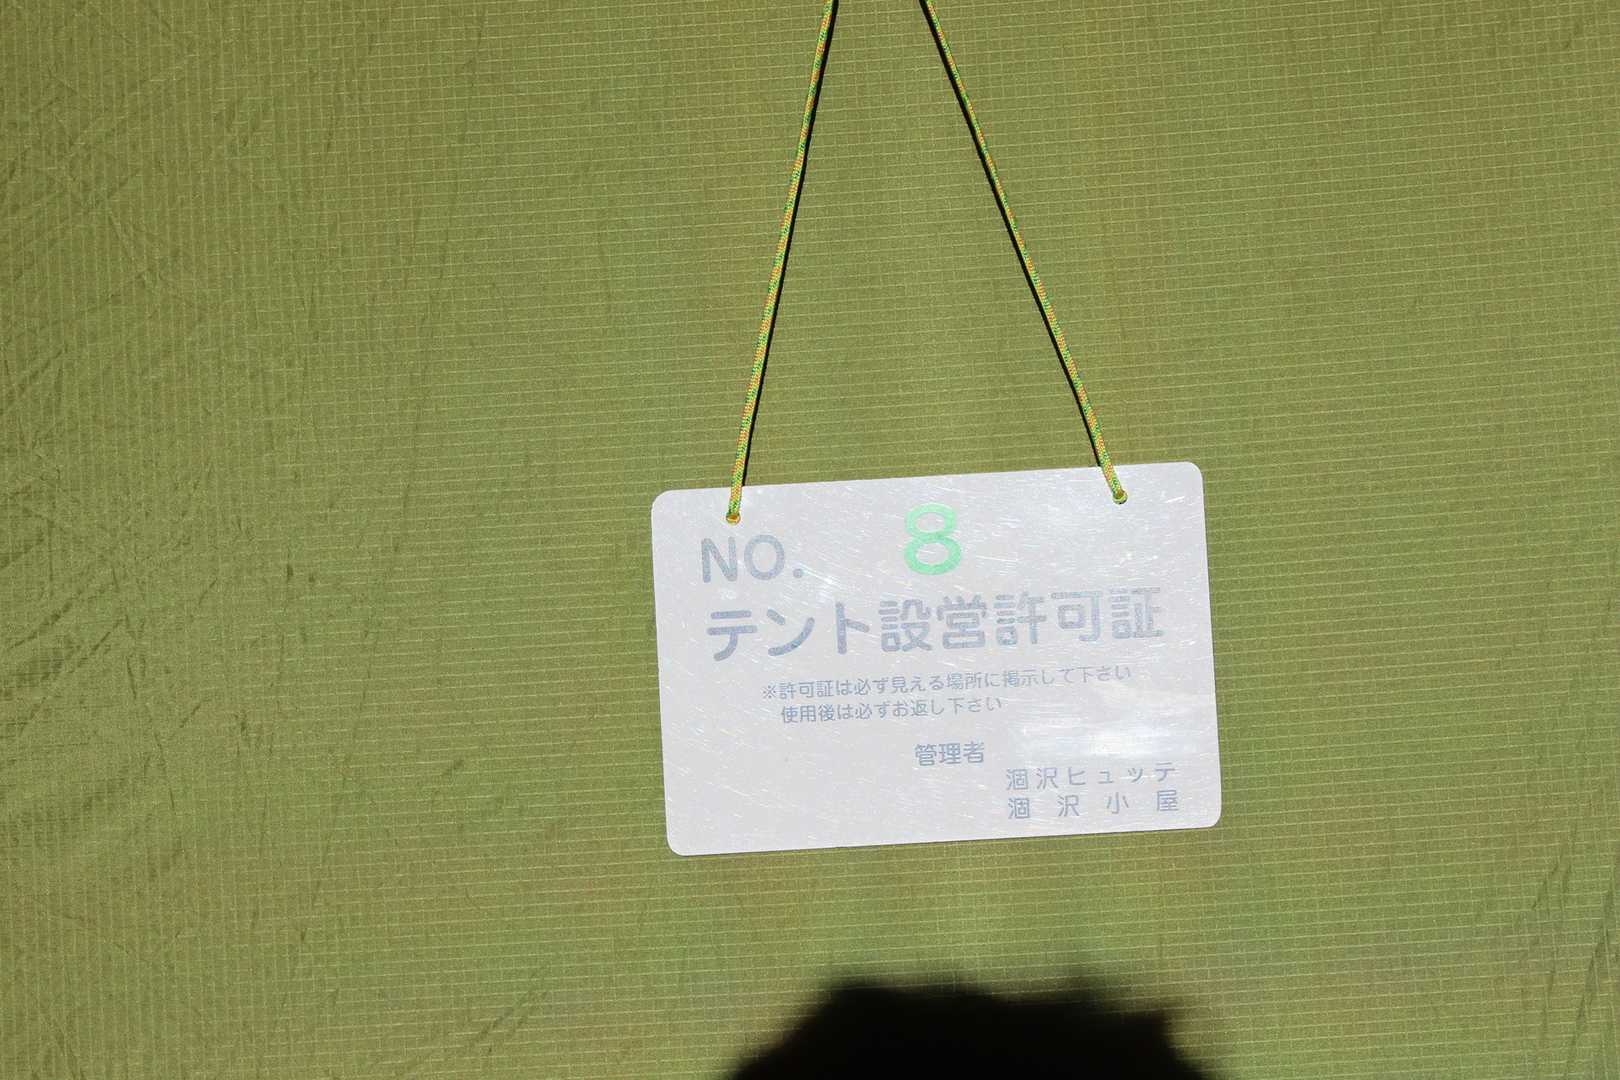 NO. 8
テント設営許可証
※許可証は必ず見える場所に掲示して下さい
使用後は必ずお返し下さい
管理者
涸沢ヒュッテ
涸沢小屋